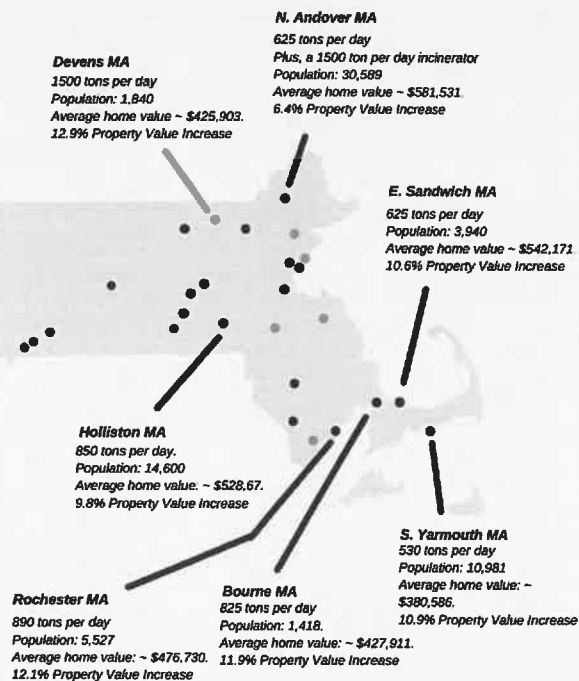 N. Andover MA
625 tons per day
Plus, a 1500 ton per day incinerator
Population: 30,589
Average home value ~ $581,531.
6.4% Property Value Increase
Devens MA
1500 tons per day
Population: 1,840
Average home value ~ $425,903.
12.9% Property Value Increase
E. Sandwich MA
625 tons per day
Population: 3,940
Average home value ~ $542,171
10.6% Property Value Increase
Holliston MA
850 tons per day.
Population: 14,600
Average home value. ~ $528,67.
9.8% Property Value Increase
S. Yarmouth MA
530 tons per day
Population: 10,981
Average home value: ~
$380,586.
10.9% Property Value Increase
Rochester MA
890 tons per day
Population: 5,527
Average home value: ~ $476,730.
12.1% Property Value Increase
Bourne MA
825 tons per day
Population: 1,418.
Average home value: ~ $427,911.
11.9% Property Value Increase